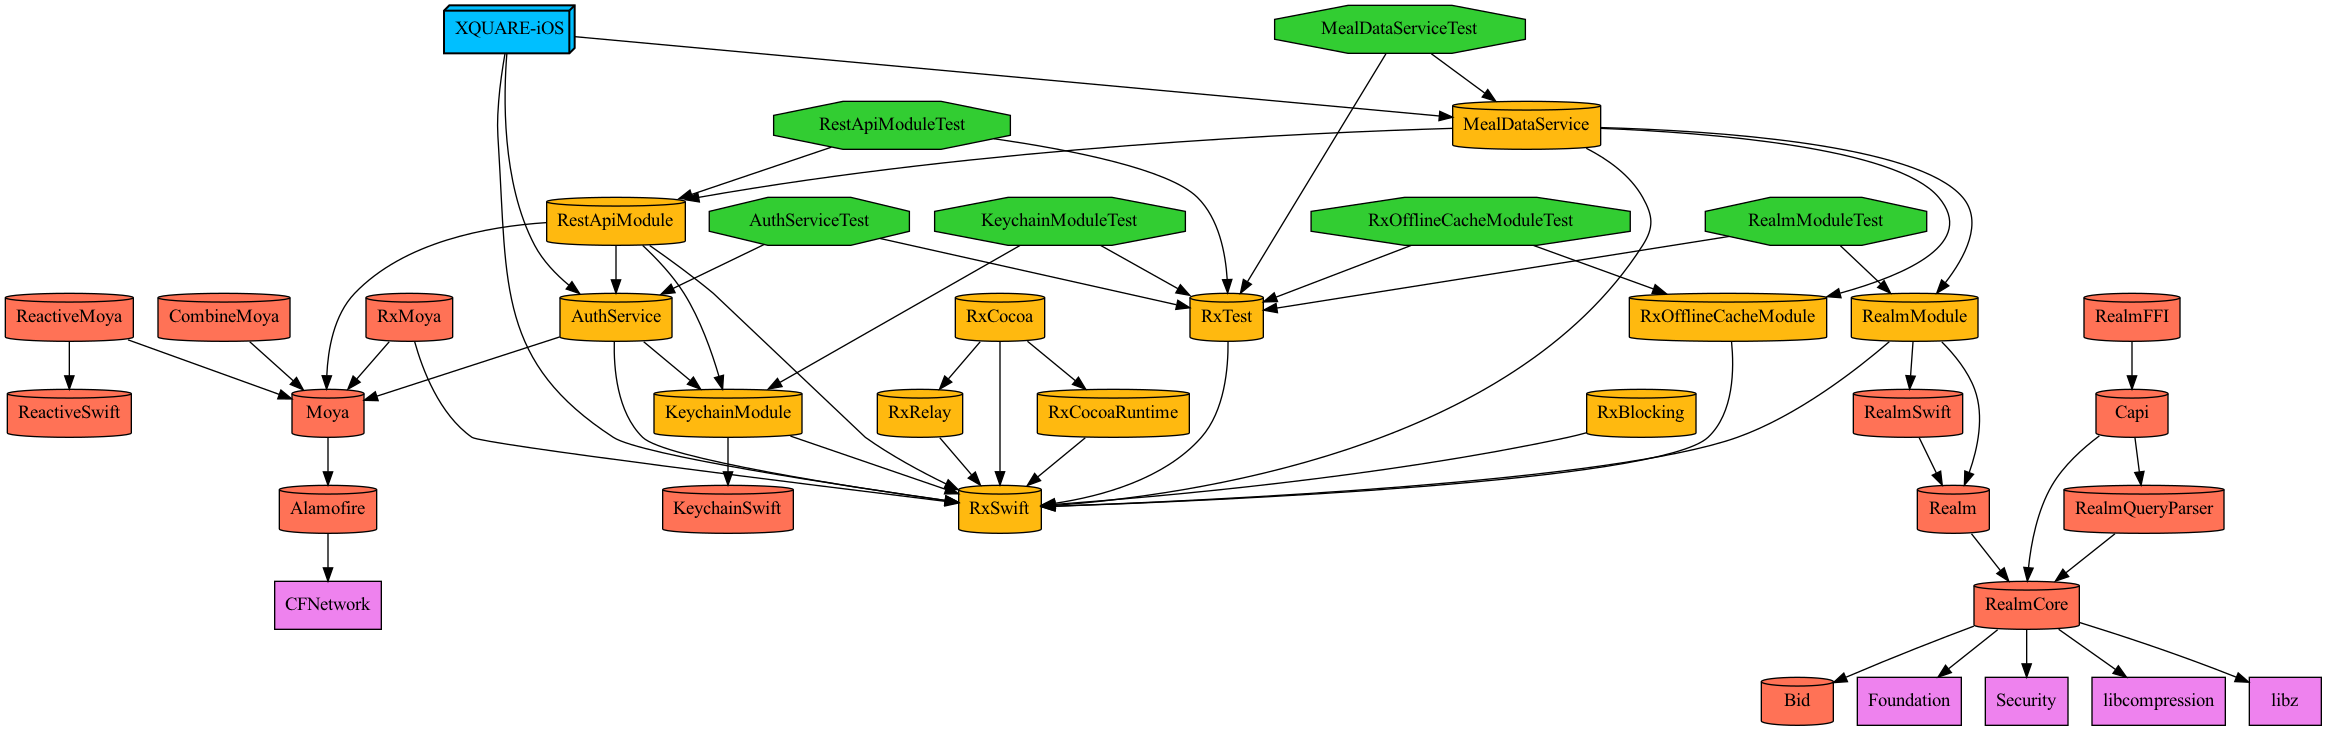 XQUARE-iOS
MealDataServiceTest
RestApiModuleTest
MealDataService
RestApiModule
AuthServiceTest
KeychainModuleTest
RxOfflineCacheModuleTest
RealmModuleTest
ReactiveMoya
CombineMoya
RxMoya
AuthService
RxCocoa
RxTest
RxOfflineCacheModule
RealmModule
RealmFFI
ReactiveSwift
Moya
KeychainModule
RxRelay
RxCocoaRuntime
RxBlocking
RealmSwift
Capi
Alamofire
KeychainSwift
RxSwift
Realm
RealmQueryParser
CFNetwork
RealmCore
Bid
Foundation
Security
libcompression
libz